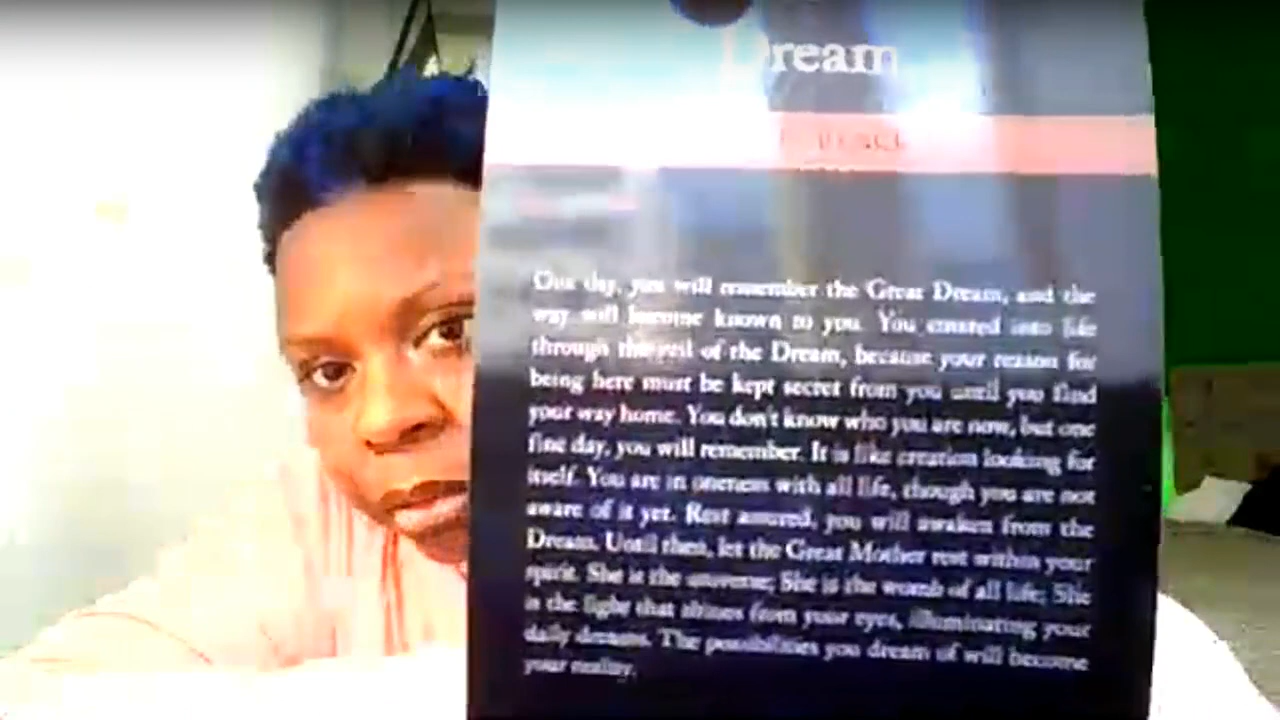 Dream
PEACE
One day, you will remember the Great Dream, and the
way will become known to you. You entered into life
through the veil of the Dream, because your reason for
being here must be kept secret from you until you find
your way home. You don't know who you are now, but one
fine day, you will remember. It is like creation looking for
itself. You are in oneness with all life, though you are not
aware of it yet. Rest assured, you will awaken from the
Dream. Until then, let the Great Mother rest within your
spirit. She is the universe; She is the womb of all life; She
is the light that shines from your eyes, illuminating your
daily dreams. The possibilities you dream of will become
your reality.